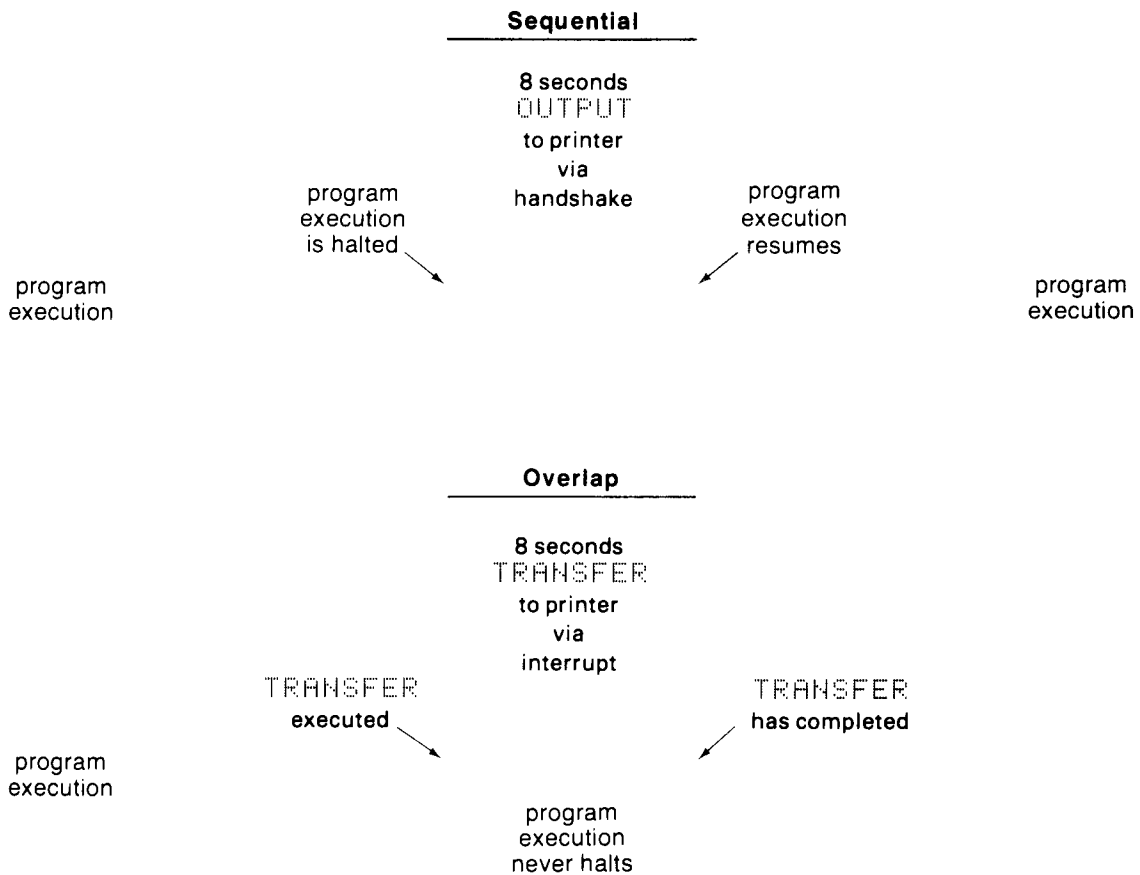 Sequential
8 seconds
OUTPUT
to printer
via
handshake
program
execution
is halted
program
execution
resumes
program
execution
program
execution
Overlap
8 seconds
TRANSFER
to printer
via
interrupt
TRANSFER
executed
TRANSFER
has completed
program
execution
program
execution
never halts